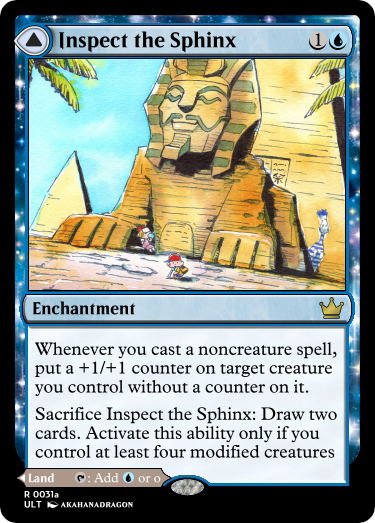 Inspect the Sphinx 1
Enchantment
Whenever you cast a noncreature spell,
put a +1/+1 counter on target creature
you control without a counter on it.
Sacrifice Inspect the Sphinx: Draw two
cards. Activate this ability only if you
control at least four modified creatures
Land : Add or o
R 0031a
ULT AKAHANADRAGON